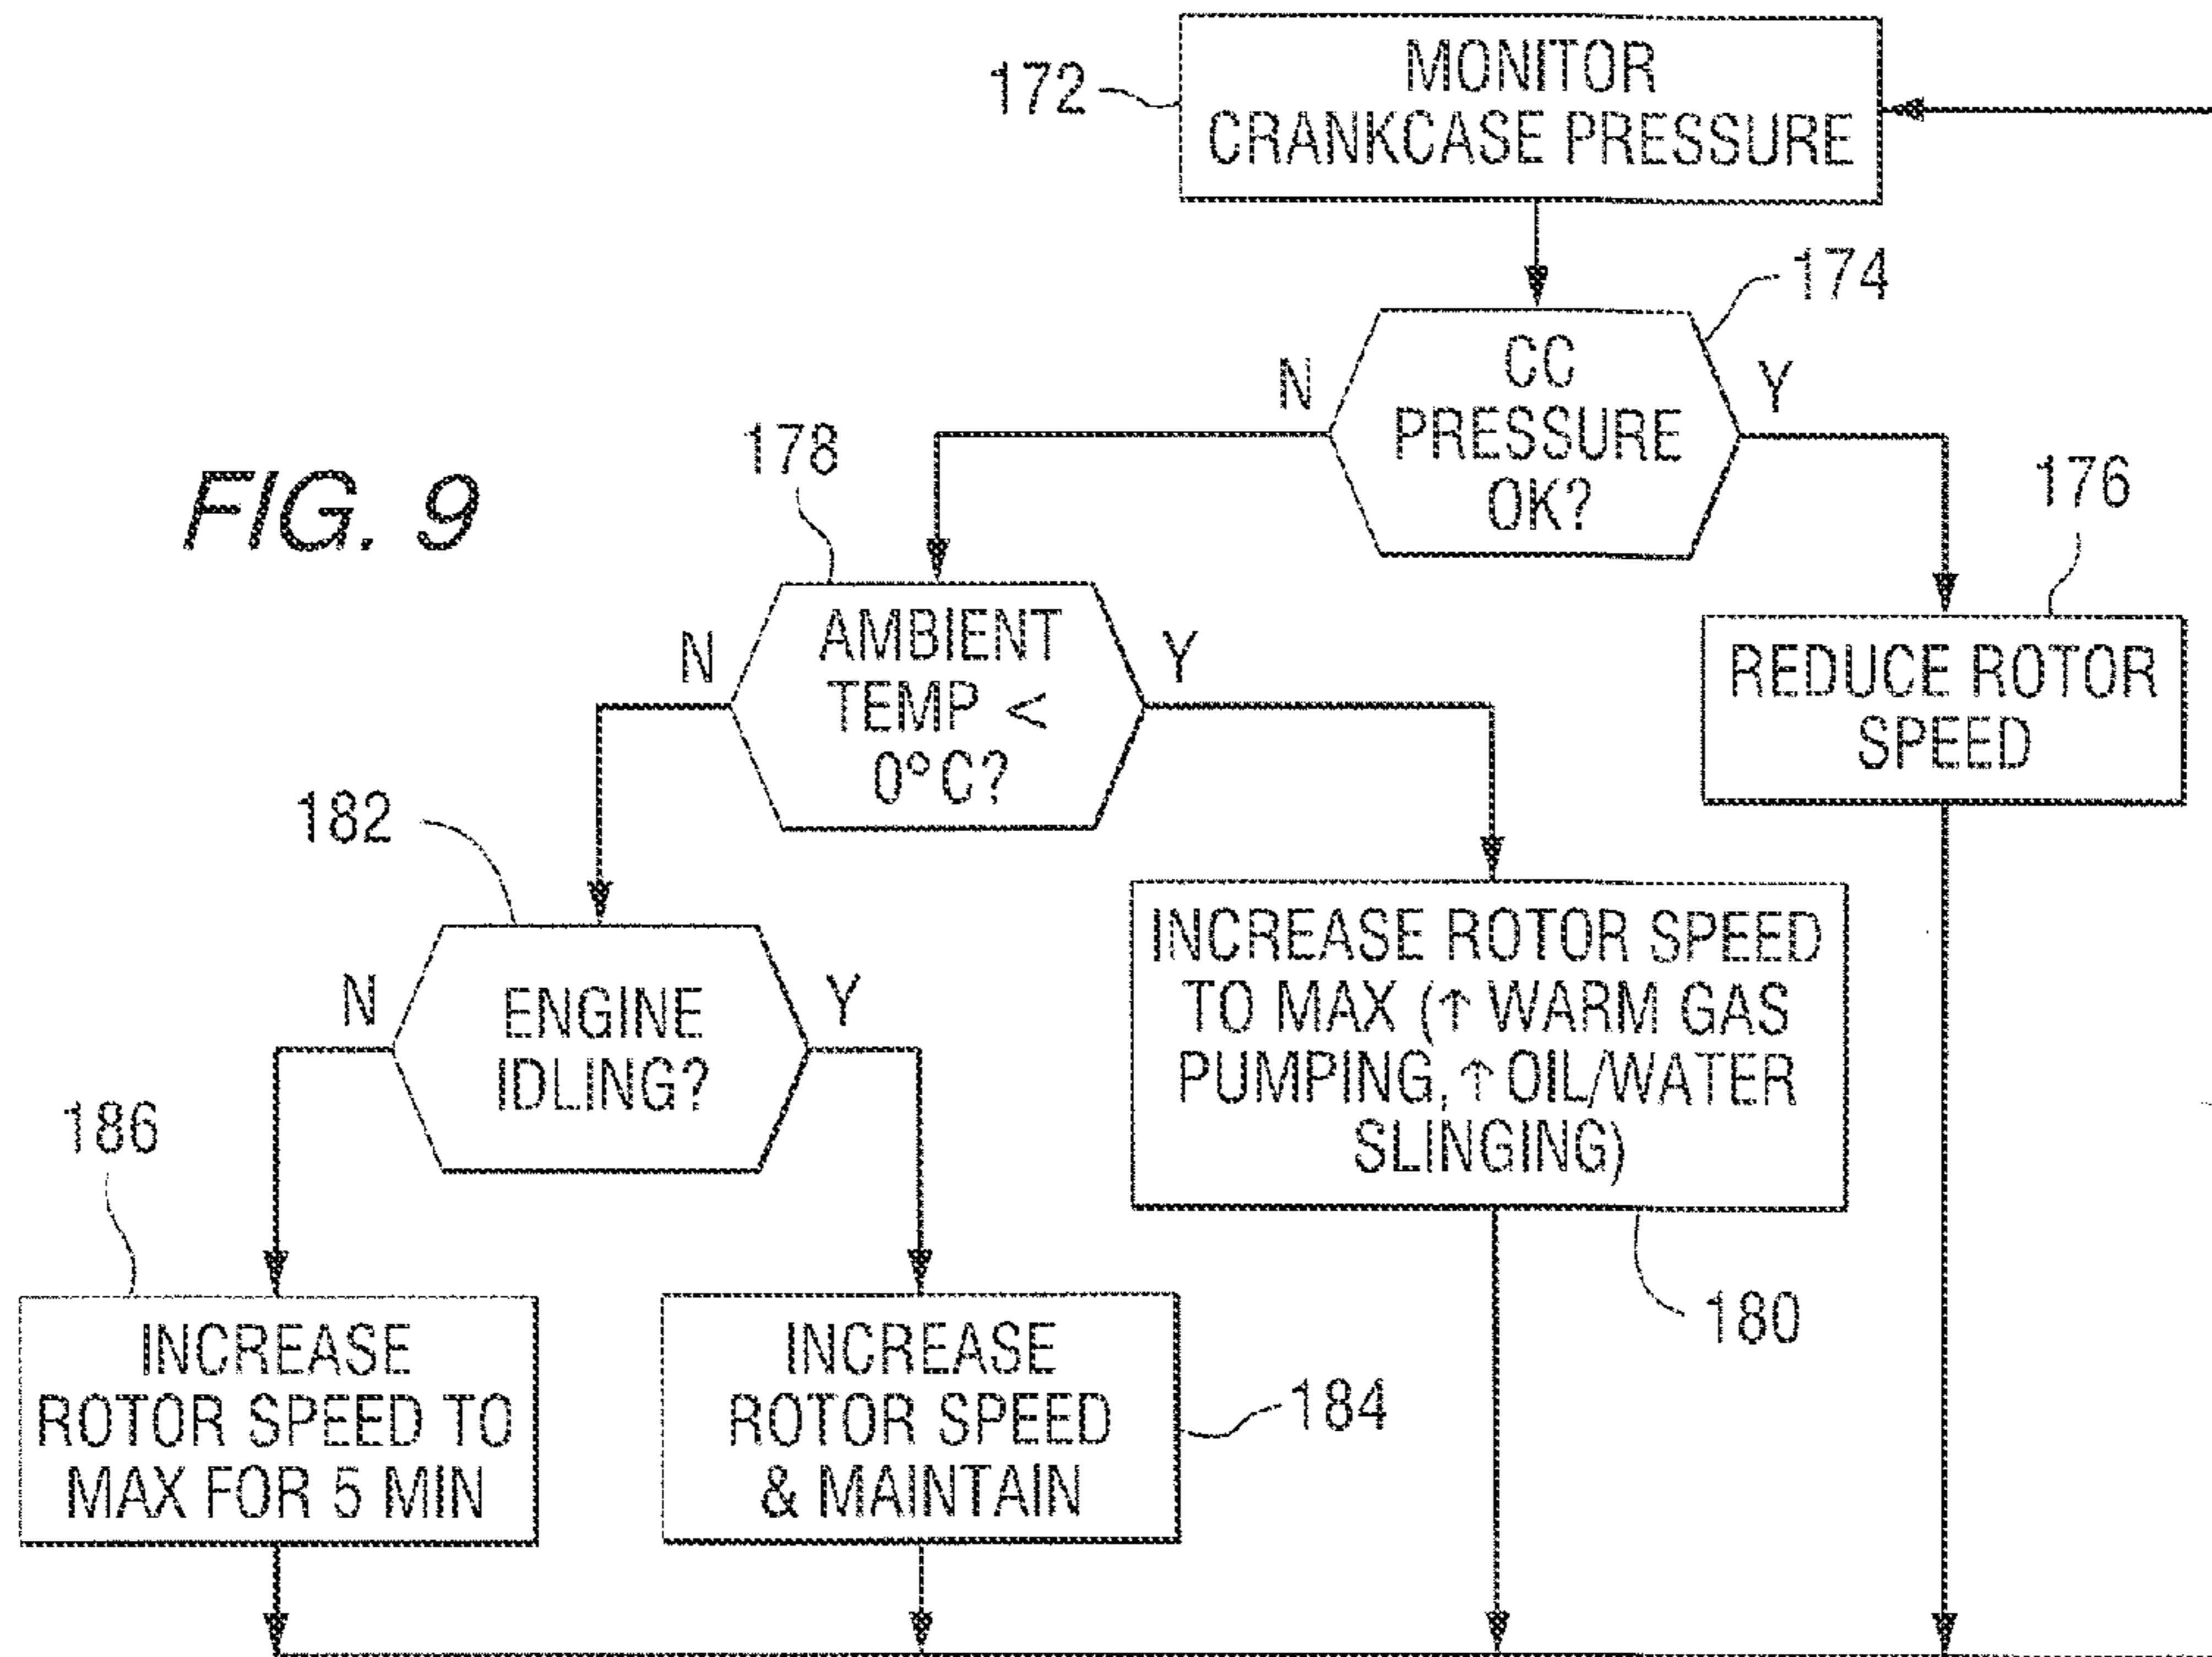 172
MONITOR
CRANKCASE PRESSURE
174
N
CC
PRESSURE
OK?
Y
FIG. 9
178
176
N
AMBIENT
TEMP <
0°C?
Y
REDUCE ROTOR
SPEED
182
N
ENGINE
IDLING?
Y
INCREASE ROTOR SPEED
TO MAX (↑ WARM GAS
PUMPING, ↑ OIL/WATER
SLINGING)
186
180
INCREASE
ROTOR SPEED TO
MAX FOR 5 MIN
INCREASE
ROTOR SPEED
& MAINTAIN
184